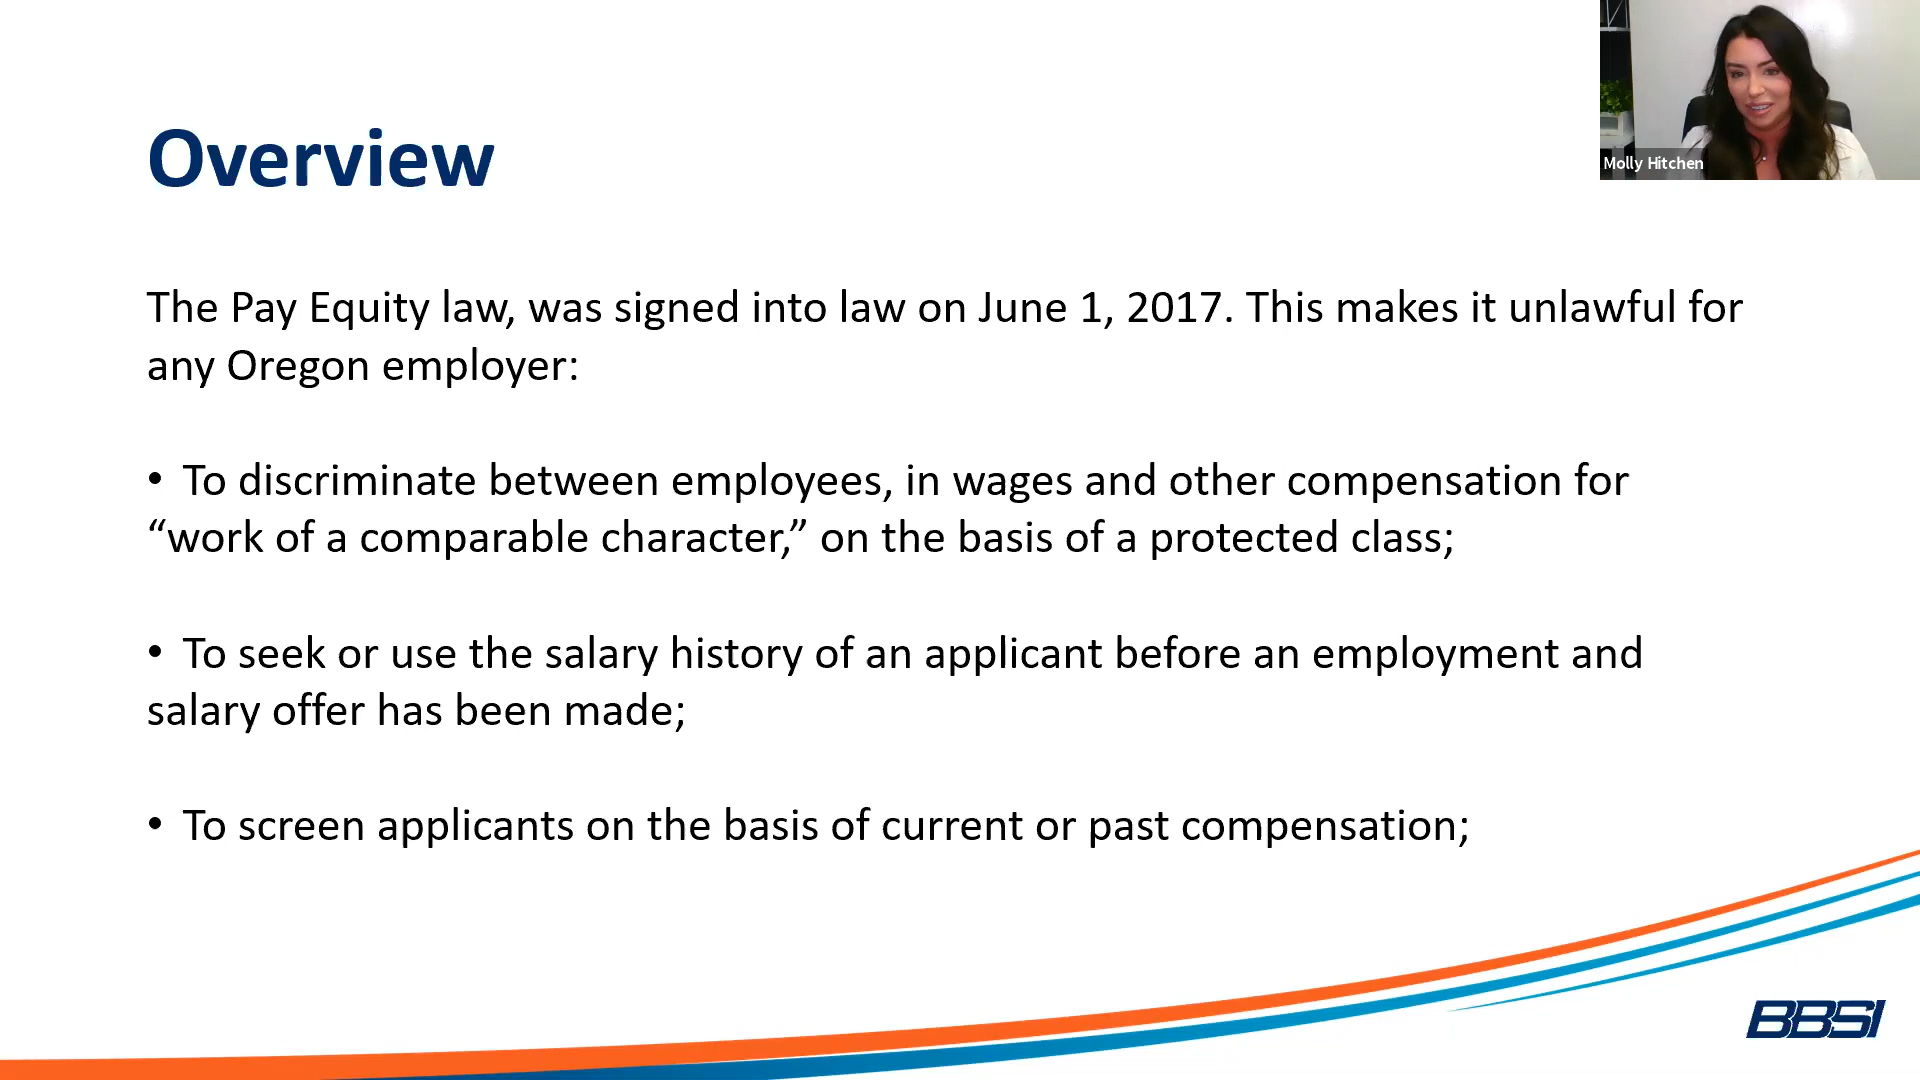 Overview
Molly Hitchen
The Pay Equity law, was signed into law on June 1, 2017. This makes it unlawful for
any Oregon employer:
• To discriminate between employees, in wages and other compensation for
“work of a comparable character,” on the basis of a protected class;
• To seek or use the salary history of an applicant before an employment and
salary offer has been made;
• To screen applicants on the basis of current or past compensation;
BBSI